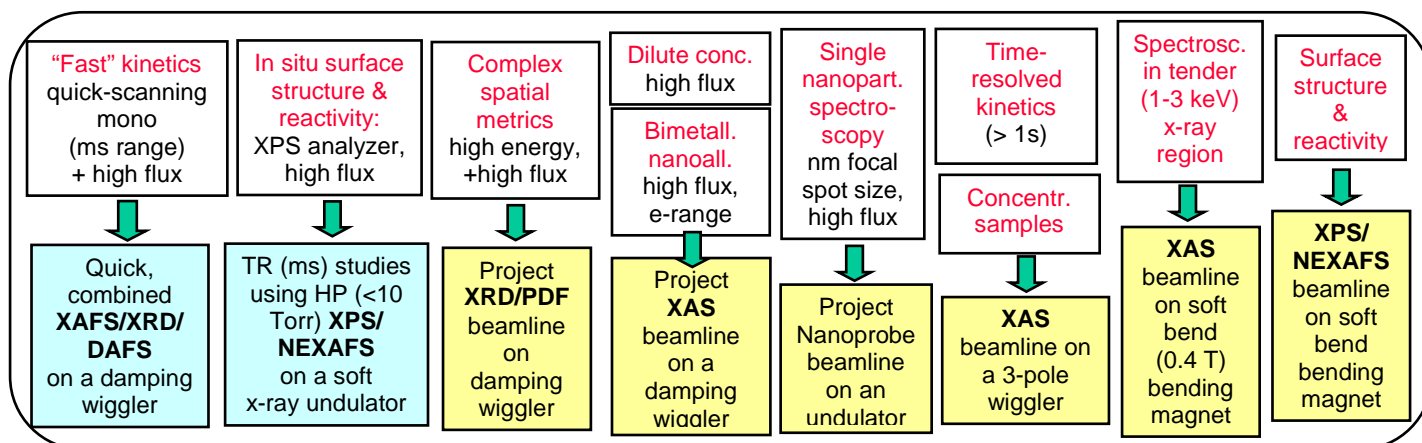 “Fast” kinetics
quick-scanning
mono
(ms range)
+ high flux
In situ surface
structure &
reactivity:
XPS analyzer,
high flux
Complex
spatial
metrics
high energy,
+high flux
Dilute conc.
high flux
Bimetall.
nanoall.
high flux,
e-range
Single
nanopart.
spectro-
scopy
nm focal
spot size,
high flux
Time-
resolved
kinetics
(> 1s)
Concentr.
samples
Spectrosc.
in tender
(1-3 keV)
x-ray
region
Surface
structure
&
reactivity
Quick,
combined
XAFS/XRD/
DAFS
on a damping
wiggler
TR (ms) studies
using HP (<10
Torr) XPS/
NEXAFS
on a soft
x-ray undulator
Project
XRD/PDF
beamline
on
damping
wiggler
Project
XAS
beamline
on a
damping
wiggler
Project
Nanoprobe
beamline
on an
undulator
XAS
beamline on
a 3-pole
wiggler
XAS
beamline
on soft
bend
(0.4 T)
bending
magnet
XPS/
NEXAFS
beamline
on soft
bend
bending
magnet